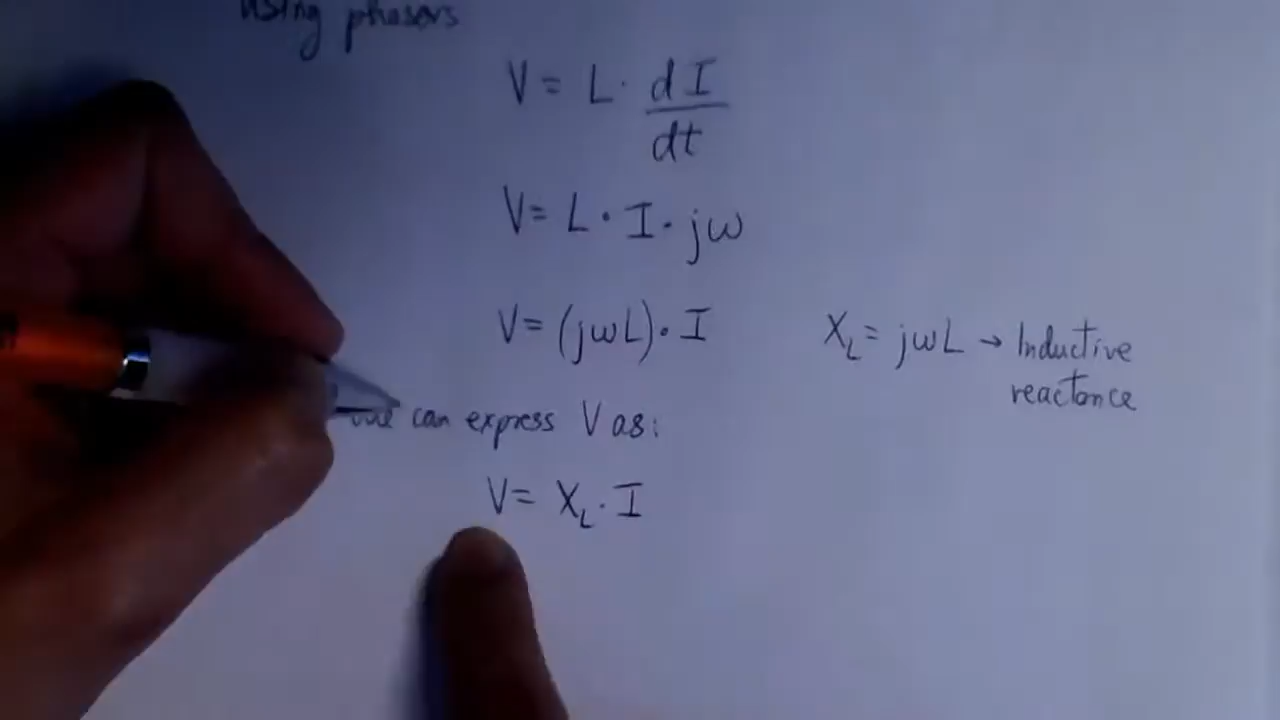 using phasors
V = L · dI/dt
V = L · I · jω
V = (jωL) · I
X_L = jωL → Inductive
reactance
can express V as:
V = X_L · I